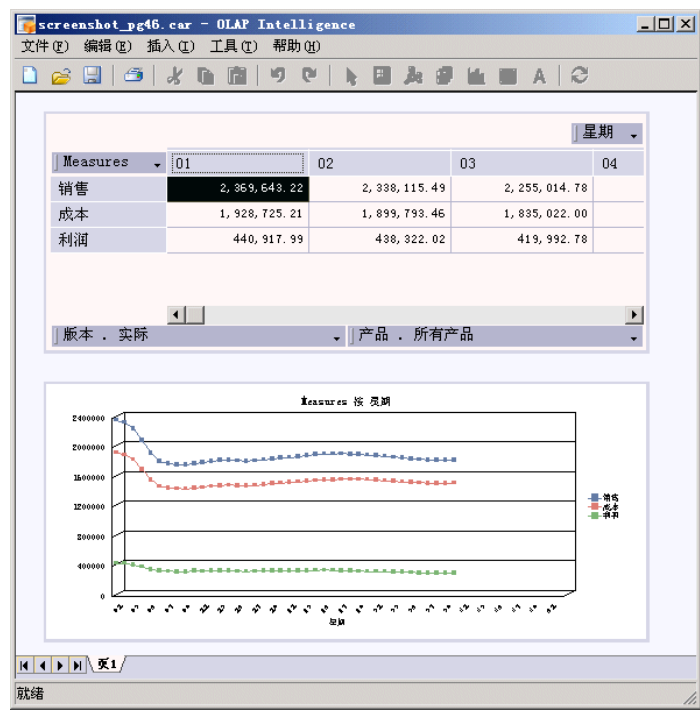 screenshot_pg46.car - OLAP Intelligence
文件(F) 编辑(E) 插入(I) 工具(T) 帮助(H)
星期
Measures 01 02 03 04
销售 2,369,643.22 2,338,115.49 2,255,014.78
成本 1,928,725.21 1,899,793.46 1,835,022.00
利润 440,917.99 438,322.02 419,992.78
版本 . 实际 产品 . 所有产品
Measures 按 星期
2400000
2000000
1200000
400000
0
销售
成本
利润
星期
页1
就绪